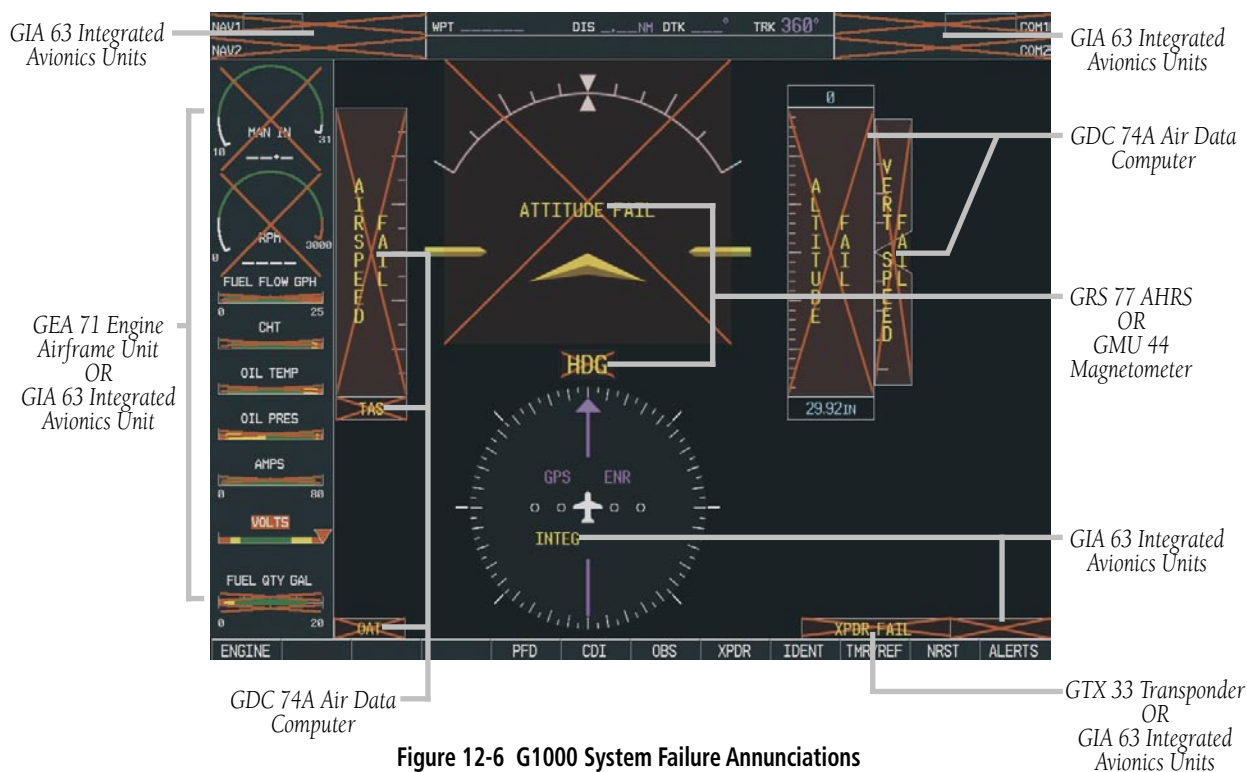 GIA 63 Integrated
Avionics Units
NAV1
NAV2
WPT ______ DIS __.__NM DTK ___° TRK 360°
COM1
COM2
GIA 63 Integrated
Avionics Units
GEA 71 Engine
Airframe Unit
OR
GIA 63 Integrated
Avionics Unit
MAN IN
10
31
RPM
0
3000
FUEL FLOW GPH
0 25
CHT
OIL TEMP
OIL PRES
AMPS
0 80
VOLTS
FUEL QTY GAL
0 20
AIRSPEED FAIL
TAS
OAT
ATTITUDE FAIL
HDG
GPS ENR
INTEG
0
ALTITUDE FAIL
29.92IN
VERT SPEED FAIL
XPDR FAIL
GDC 74A Air Data
Computer
GRS 77 AHRS
OR
GMU 44
Magnetometer
GIA 63 Integrated
Avionics Units
ENGINE PFD CDI OBS XPDR IDENT TMR/REF NRST ALERTS
GDC 74A Air Data
Computer
GTX 33 Transponder
OR
GIA 63 Integrated
Avionics Units
Figure 12-6 G1000 System Failure Annunciations